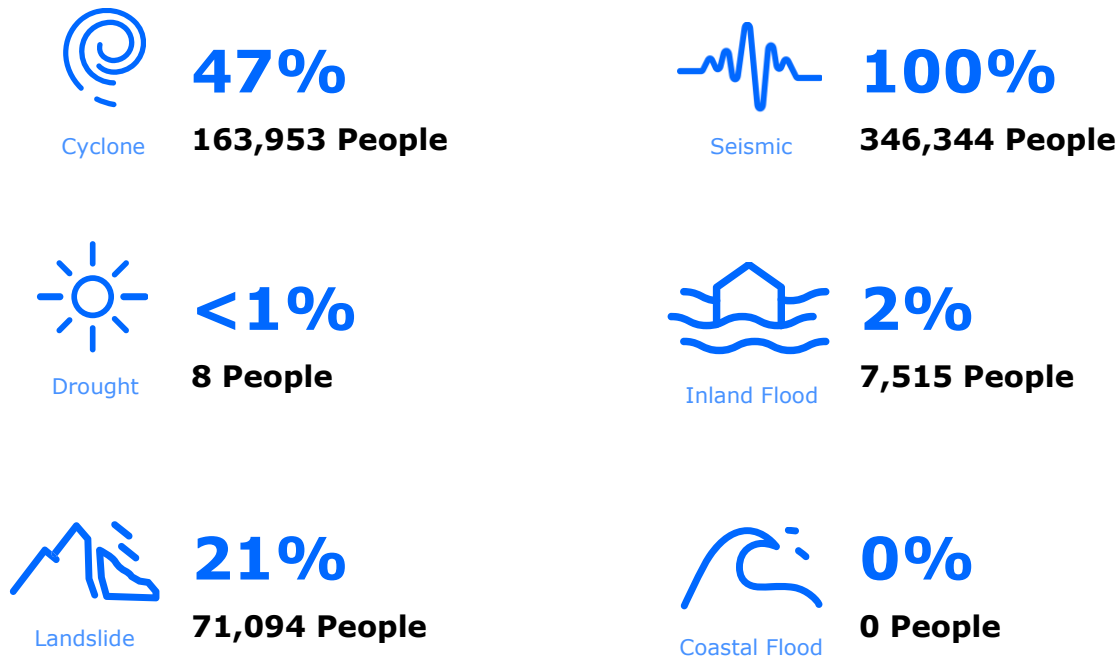 47%
163,953 People
Cyclone
100%
346,344 People
Seismic
<1%
8 People
Drought
2%
7,515 People
Inland Flood
21%
71,094 People
Landslide
0%
0 People
Coastal Flood